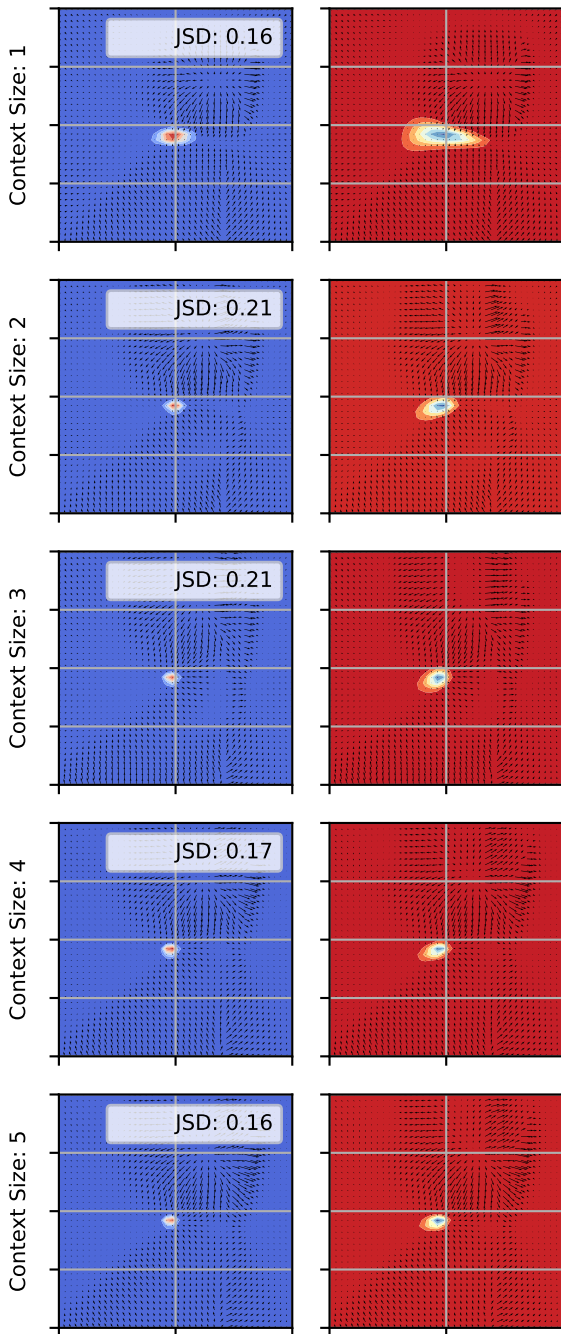 Context Size: 1
JSD: 0.16
Context Size: 2
JSD: 0.21
Context Size: 3
JSD: 0.21
Context Size: 4
JSD: 0.17
Context Size: 5
JSD: 0.16